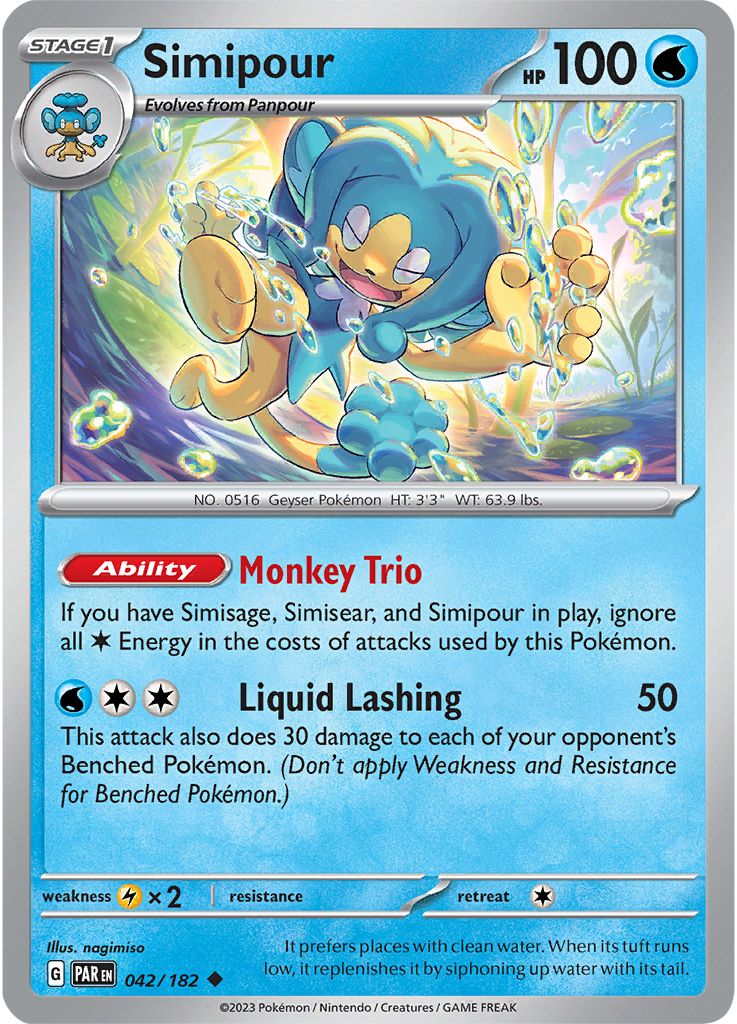 STAGE1
Simipour
HP 100
Evolves from Panpour
NO. 0516 Geyser Pokémon HT: 3'3" WT: 63.9 lbs.
Ability Monkey Trio
If you have Simisage, Simisear, and Simipour in play, ignore
all Energy in the costs of attacks used by this Pokémon.
Liquid Lashing 50
This attack also does 30 damage to each of your opponent's
Benched Pokémon. (Don't apply Weakness and Resistance
for Benched Pokémon.)
weakness ×2 resistance retreat
Illus. nagimiso
It prefers places with clean water. When its tuft runs
low, it replenishes it by siphoning up water with its tail.
G PAR EN 042/182
©2023 Pokémon / Nintendo / Creatures / GAME FREAK